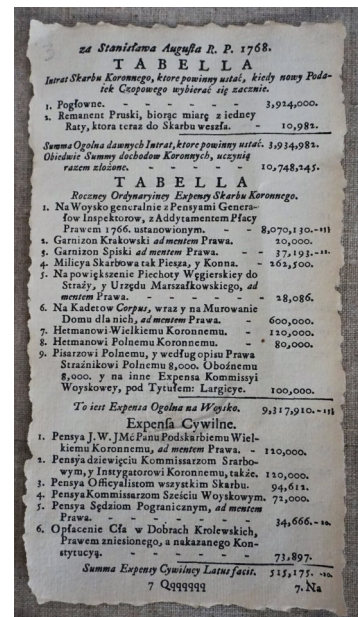 za Stanisława Augusta R. P. 1768.
TABELLA
Intrat Skarbu Koronnego, ktore powinny ustać, kiedy nowy Poda-
tek Czopowego wybierać się zacznie.
1. Pogłowne. - - - - - 3,924,000.
2. Remanent Pruski, biorąc miarę z iedney
Raty, ktora teraz do Skarbu weszła. - 10,982.
Summa Ogolna dawnych Intrat, ktore powinny ustać. 3,934,982.
Obiedwie Summy dochodow Koronnych, uczynią
razem złożone. - - - - 10,748,245.
TABELLA
Roczney Ordynaryiney Expensy Skarbu Koronnego.
1. Na Woysko generalnie z Pensyami Genera-
łow Inspektorow, z Addytamentem Płacy
Prawem 1766. ustanowionym. - - 8,070,130.
2. Garnizon Krakowski ad mentem Prawa. 20,000.
3. Garnizon Spiski ad mentem Prawa. - - 37,193.
4. Milicya Skarbowa tak Piesza, y Konna. - 262,500.
5. Na powiększenie Piechoty Węgierskiey do
Straży, y Urzędu Marszałkowskiego, ad
mentem Prawa. - - - - - 28,086.
6. Na Kadetow Corpus, wraz y na Murowanie
Domu dla nich, ad mentem Prawa. - 600,000.
7. Hetmanowi Wielkiemu Koronnemu. - 120,000.
8. Hetmanowi Polnemu Koronnemu. - 80,000.
9. Pisarzowi Polnemu, y według opisu Prawa
Strażnikowi Polnemu 8,000. Oboźnemu
8,000. y na inne Expensa Kommissyi
Woyskowey, pod Tytułem: Largicye. 100,000.
To iest Expensa Ogolna na Woysko. 9,317,910.
Expensa Cywilne.
1. Pensya J. W. JMć Panu Podskarbiemu Wiel-
kiemu Koronnemu, ad mentem Prawa. - 120,000.
2. Pensya dziewięciu Kommissarzom Skarbo-
wym, y Instygatorowi Koronnemu, także. 120,000.
3. Pensya Officyalistom wszystkim Skarbu. 94,612.
4. Pensya Kommissarzom Sześciu Woyskowym. 72,000.
5. Pensya Sędziom Pogranicznym, ad mentem
Prawa. - - - - - 34,666.
6. Opłacenie Cła w Dobrach Krolewskich,
Prawem zniesionego, a nakazanego Kon-
stytucyą. - - - - - 73,897.
Summa Expensy Cywilney Latus facit. 515,175.
7 Qqqqqqq 7. Na